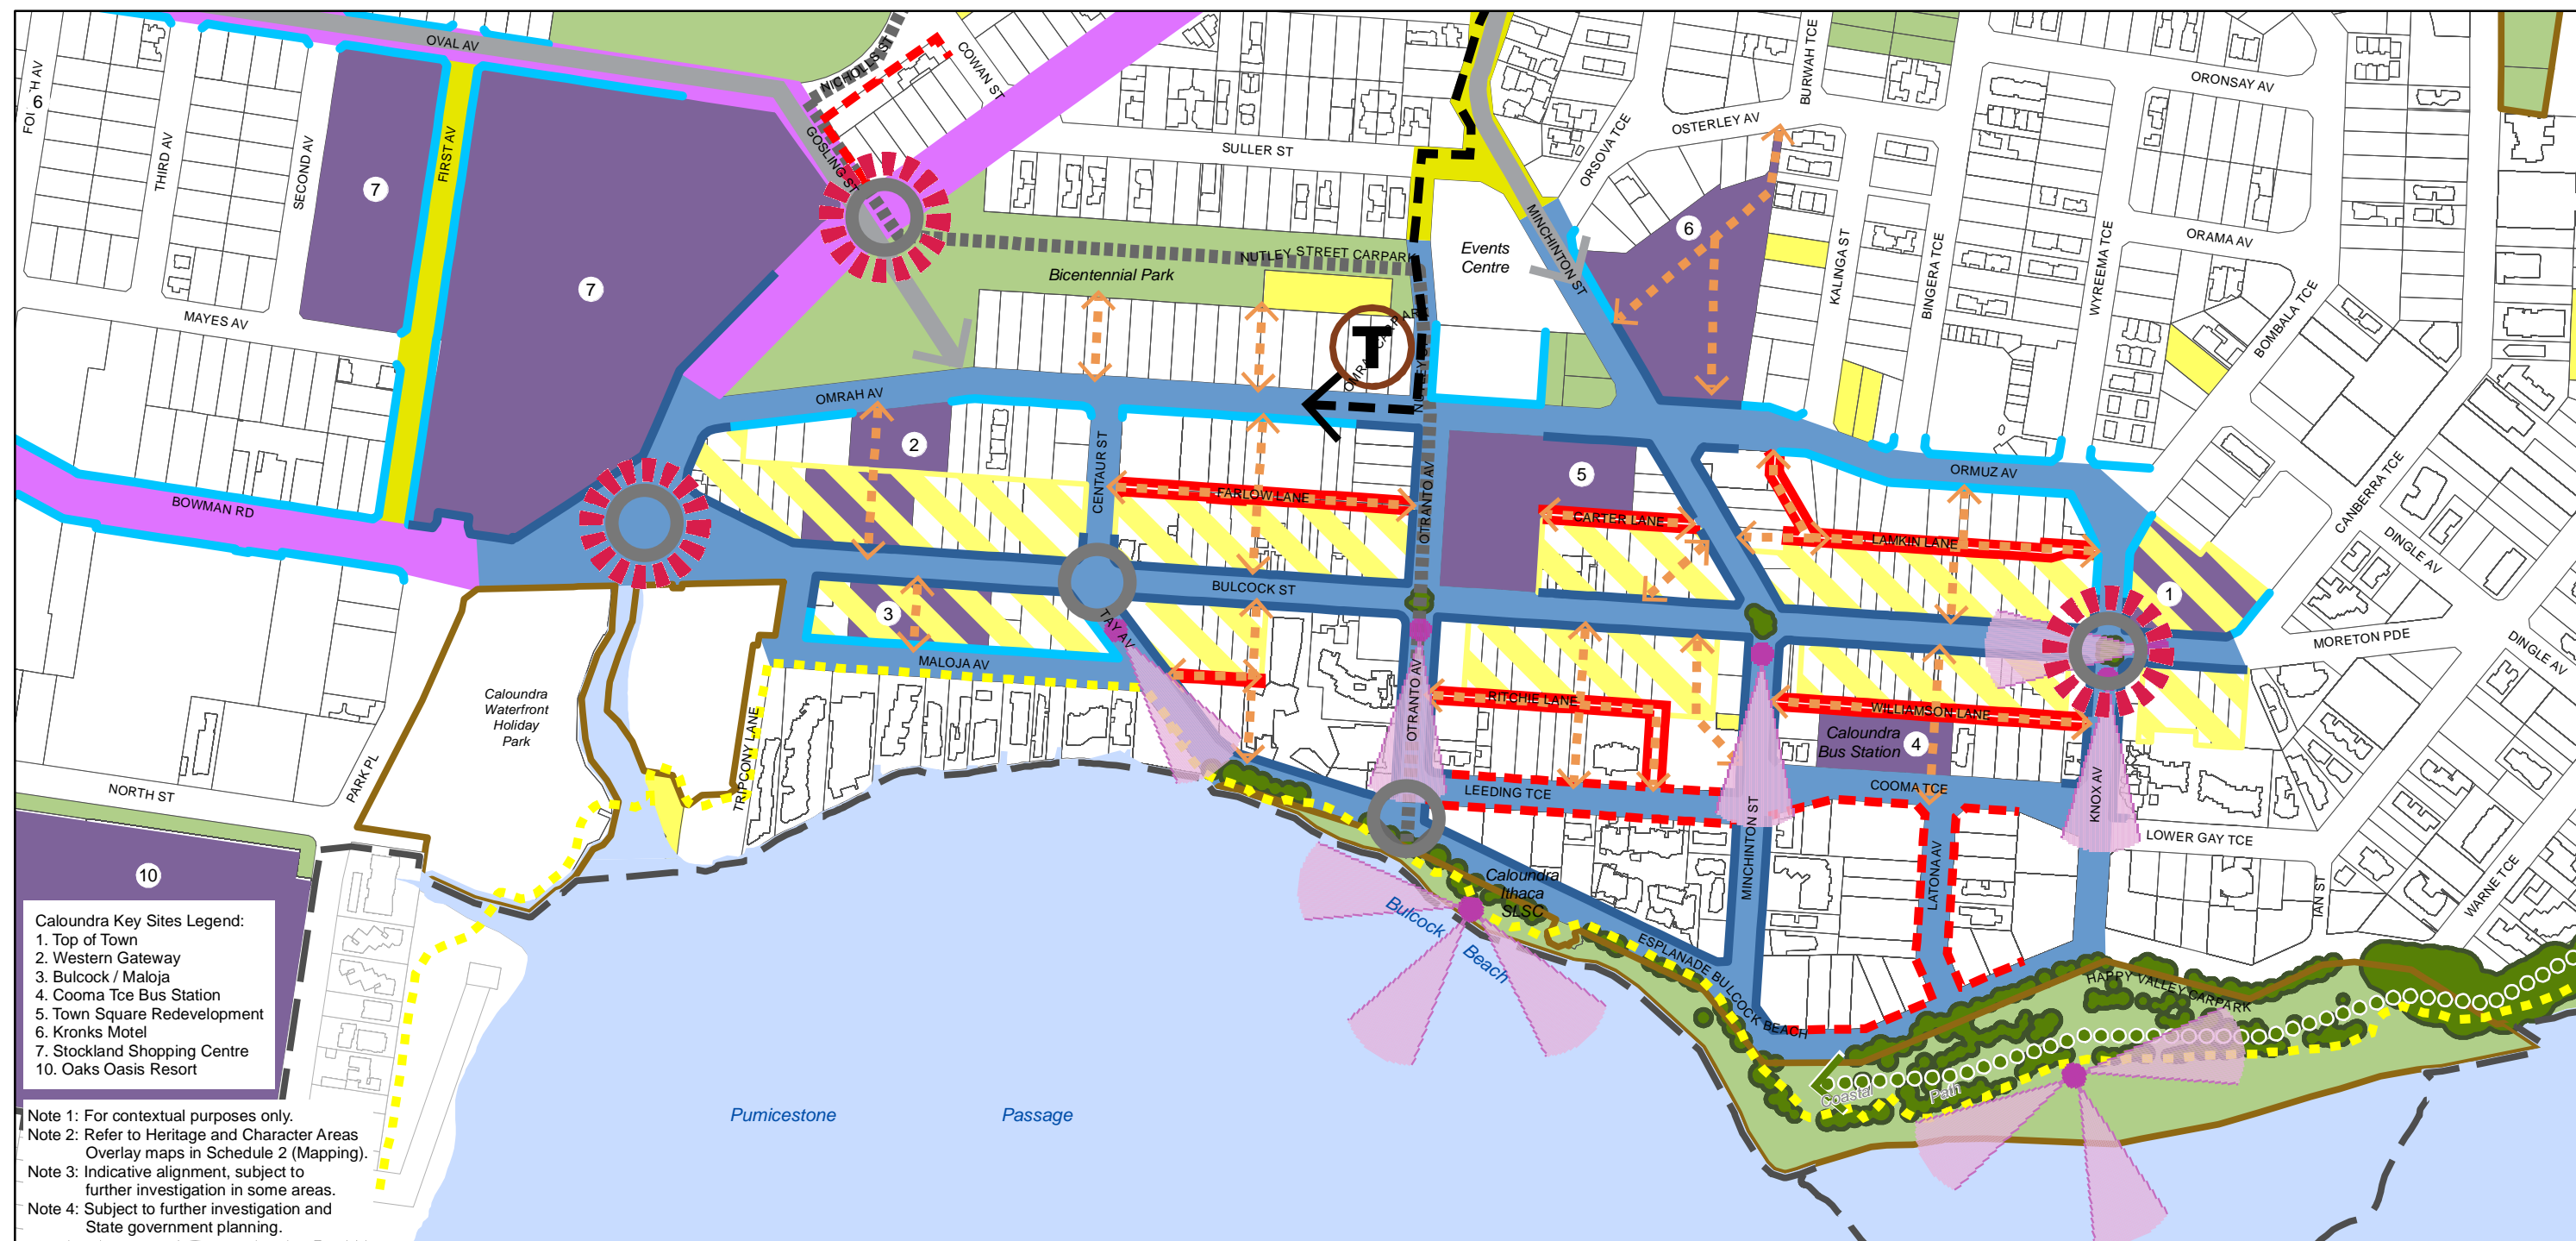 OVAL AV
NICHOLLS ST
COWAN ST
GOSLING ST
SULLER ST
ORSOVA TCE
OSTERLEY AV
BURWAH TCE
ORONSAY AV
6
THIRD AV
SECOND AV
FIRST AV
7
7
MAYES AV
BOWMAN RD
NUTLEY STREET CARPARK
Bicentennial Park
Events
Centre
MINCHINTON ST
6
KALINGA ST
BINGERA TCE
WYREEMA TCE
ORAMA AV
BOMBALA TCE
T
OMRAH AV
2
CENTAUR ST
FARLOW LANE
OTRANTO AV
5
CARTER LANE
LAMKIN LANE
ORMUZ AV
CANBERRA TCE
DINGLE AV
1
MORETON PDE
DINGLE AV
BULCOCK ST
3
TAY AV
MALOJA AV
OTRANTO AV
RITCHIE LANE
WILLIAMSON LANE
Caloundra
Bus Station
4
COOMA TCE
LEEDING TCE
KNOX AV
LOWER GAY TCE
MINCHINTON ST
LATONA AV
IAN ST
WARNE TCE
Caloundra
Waterfront
Holiday
Park
TRIPCONY LANE
PARK PL
NORTH ST
10
Caloundra
Ithaca
SLSC
Bulcock
Beach
ESPLANADE BULCOCK BEACH
HAPPY VALLEY CARPARK
Coastal
Path
Pumicestone
Passage
Caloundra Key Sites Legend:
1. Top of Town
2. Western Gateway
3. Bulcock / Maloja
4. Cooma Tce Bus Station
5. Town Square Redevelopment
6. Kronks Motel
7. Stockland Shopping Centre
10. Oaks Oasis Resort
Note 1: For contextual purposes only.
Note 2: Refer to Heritage and Character Areas
Overlay maps in Schedule 2 (Mapping).
Note 3: Indicative alignment, subject to
further investigation in some areas.
Note 4: Subject to further investigation and
State government planning.